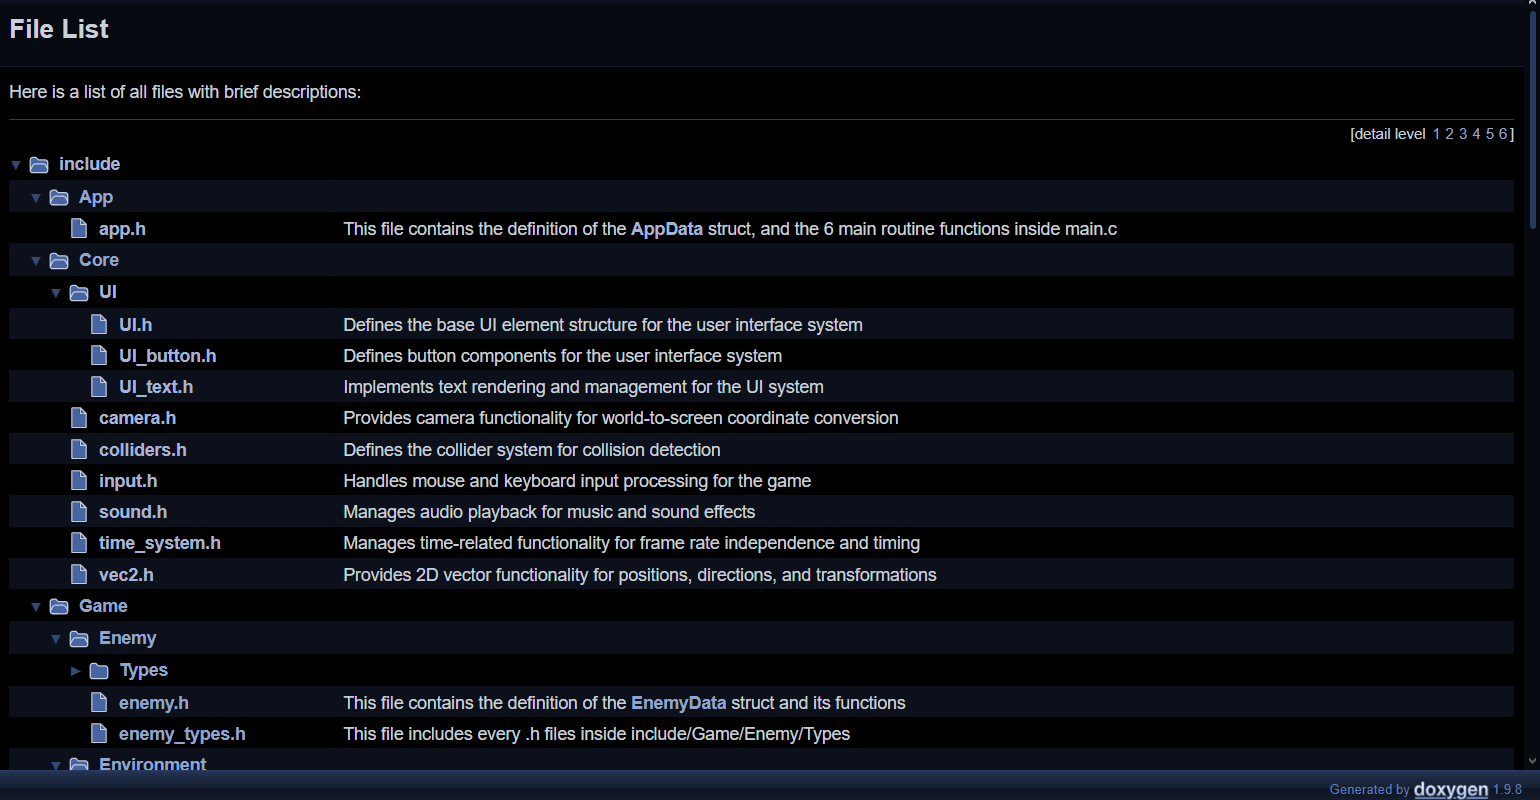 File List
Here is a list of all files with brief descriptions:
[detail level 1 2 3 4 5 6]
include
App
app.h This file contains the definition of the AppData struct, and the 6 main routine functions inside main.c
Core
UI
UI.h Defines the base UI element structure for the user interface system
UI_button.h Defines button components for the user interface system
UI_text.h Implements text rendering and management for the UI system
camera.h Provides camera functionality for world-to-screen coordinate conversion
colliders.h Defines the collider system for collision detection
input.h Handles mouse and keyboard input processing for the game
sound.h Manages audio playback for music and sound effects
time_system.h Manages time-related functionality for frame rate independence and timing
vec2.h Provides 2D vector functionality for positions, directions, and transformations
Game
Enemy
Types
enemy.h This file contains the definition of the EnemyData struct and its functions
enemy_types.h This file includes every .h files inside include/Game/Enemy/Types
Environment
Generated by doxygen 1.9.8